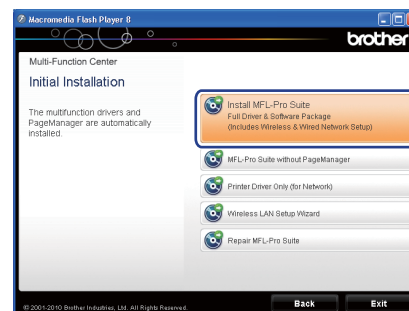 Macromedia Flash Player 8
brother
Multi-Function Center
Initial Installation
The multifunction drivers and
PageManager are automatically
installed.
Install MFL-Pro Suite
Full Driver & Software Package
(Includes Wireless & Wired Network Setup)
MFL-Pro Suite without PageManager
Printer Driver Only (for Network)
Wireless LAN Setup Wizard
Repair MFL-Pro Suite
© 2001-2010 Brother Industries, Ltd. All Rights Reserved.
Back
Exit